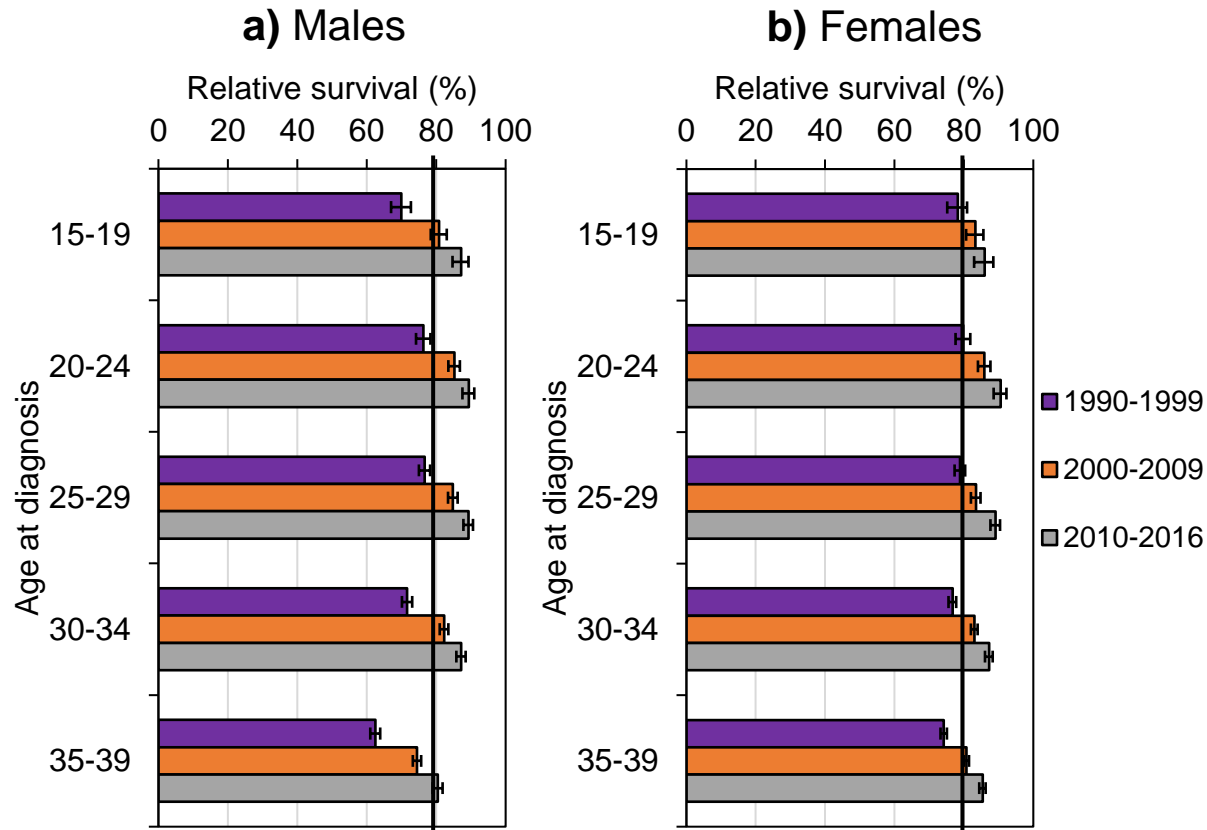 a) Males
Relative survival (%)
0 20 40 60 80 100
Age at diagnosis
15-19
20-24
25-29
30-34
35-39
b) Females
Relative survival (%)
0 20 40 60 80 100
Age at diagnosis
15-19
20-24
25-29
30-34
35-39
1990-1999
2000-2009
2010-2016